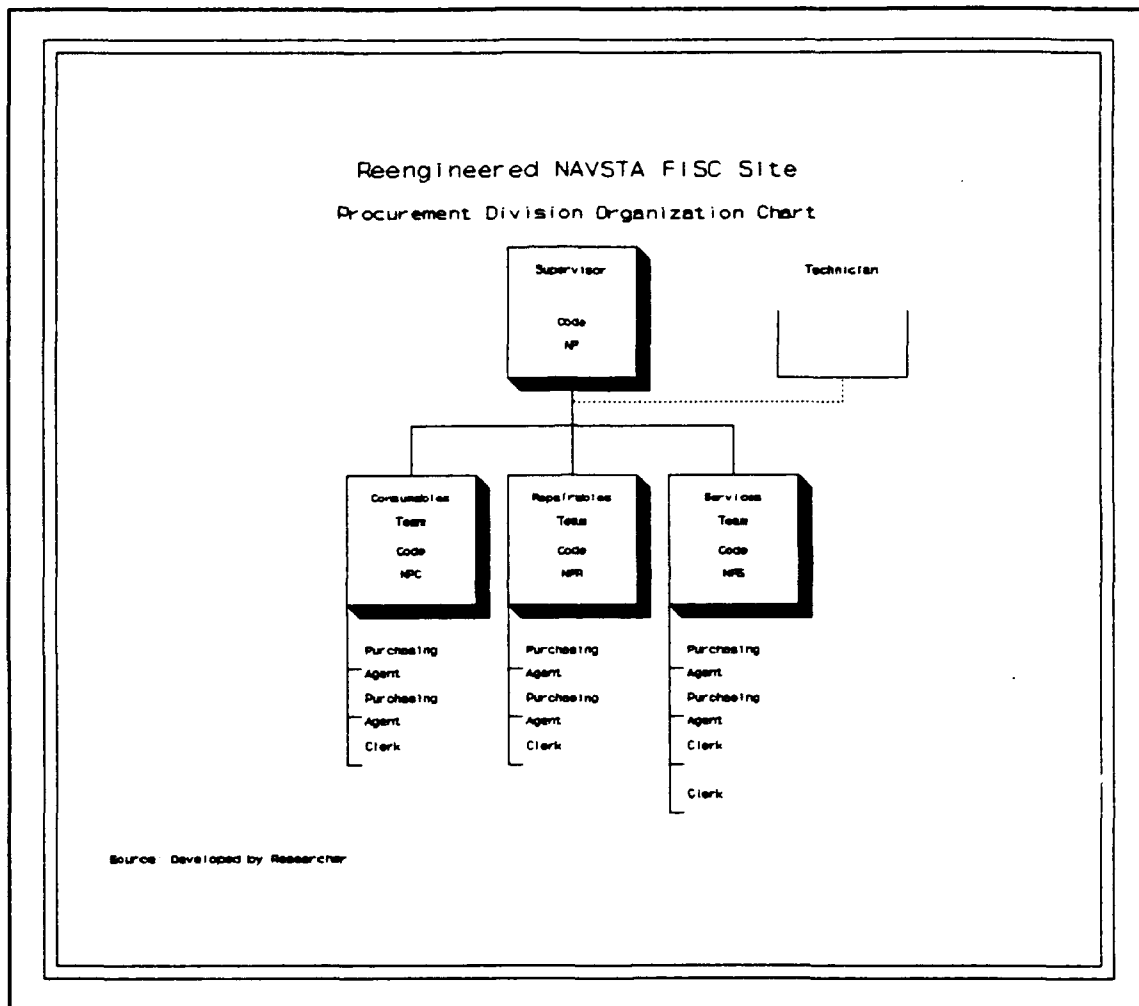 Reengineered NAVSTA FISC Site
Procurement Division Organization Chart
Supervisor
Code
NP
Technician
Consumables
Team
Code
NPC
Repairables
Team
Code
NPR
Services
Team
Code
NPS
Purchasing
Agent
Purchasing
Agent
Clerk
Purchasing
Agent
Purchasing
Agent
Clerk
Purchasing
Agent
Purchasing
Agent
Clerk
Clerk
Source: Developed by Researcher